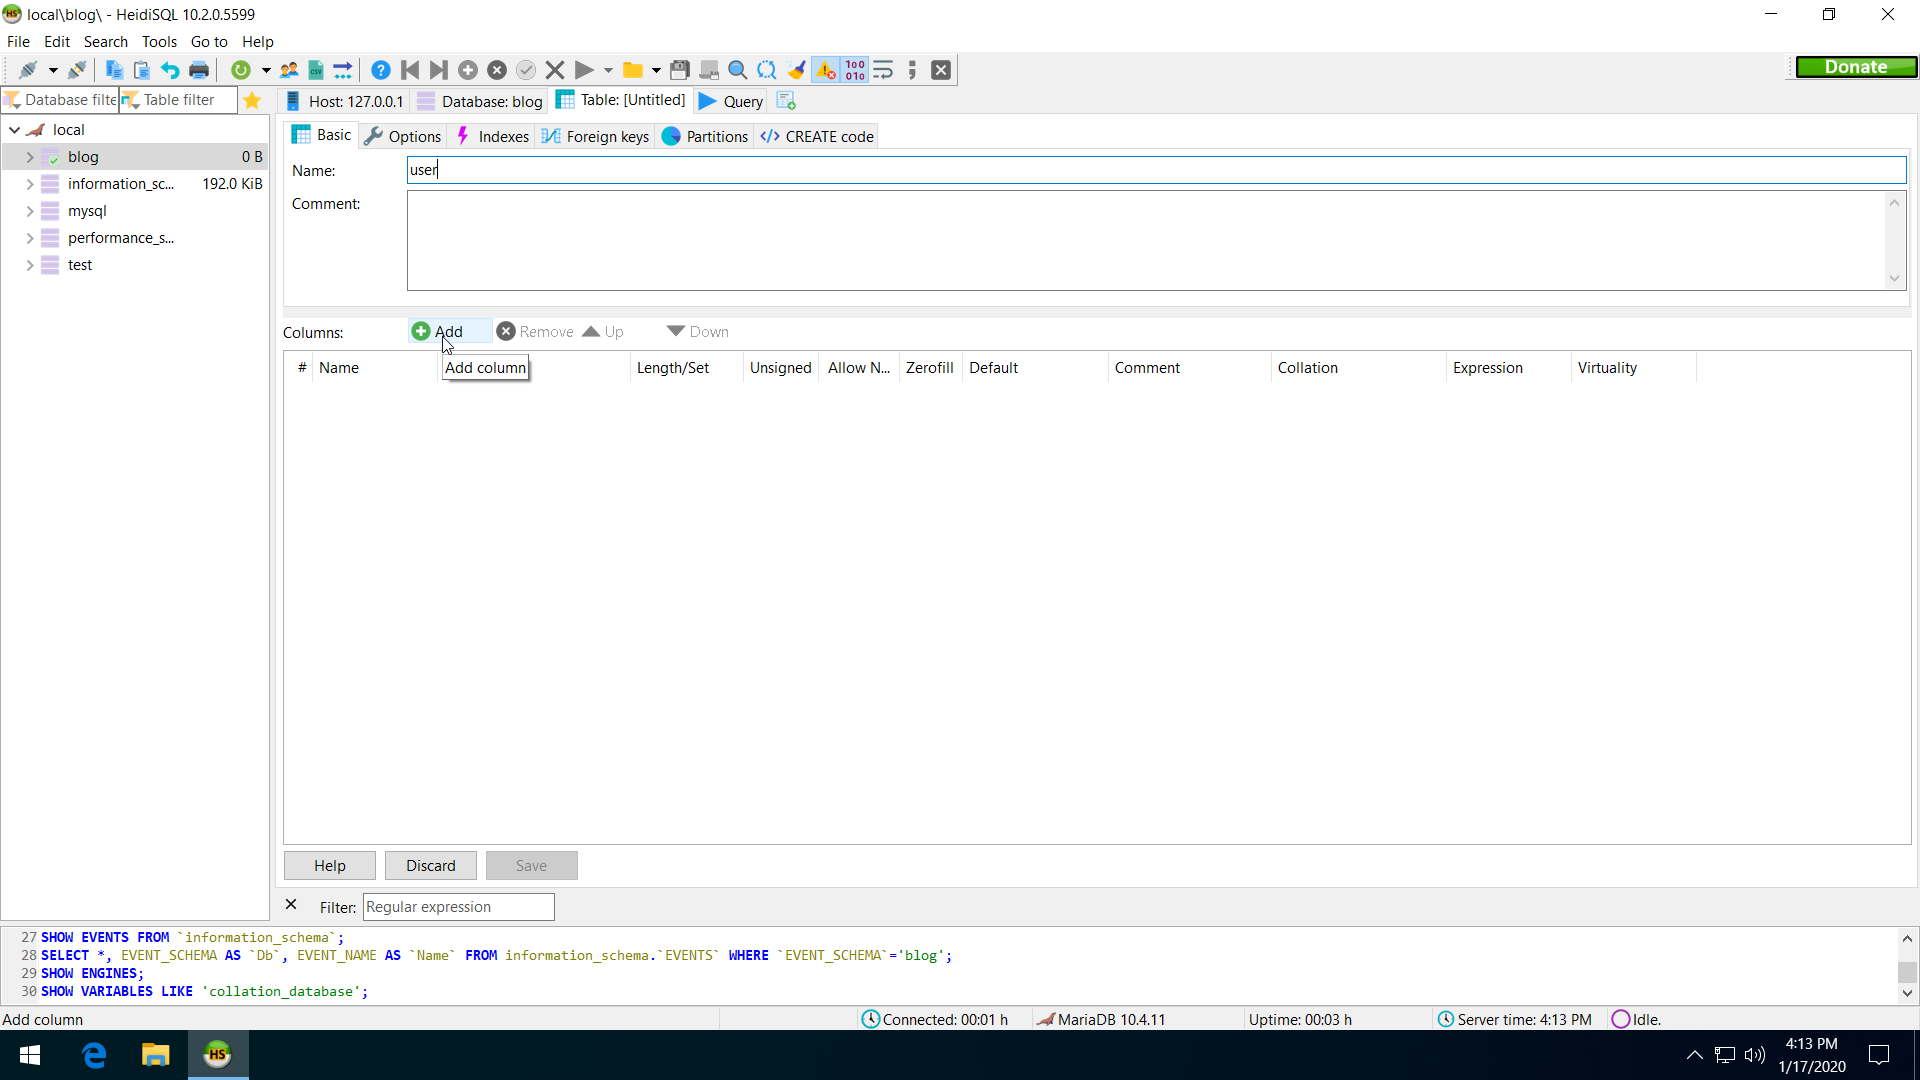 local\blog\ - HeidiSQL 10.2.0.5599
File Edit Search Tools Go to Help
Donate
Database filte Table filter
Host: 127.0.0.1 Database: blog Table: [Untitled] Query
local
blog 0 B
information_sc... 192.0 KiB
mysql
performance_s...
test
Basic Options Indexes Foreign keys Partitions CREATE code
Name: user
Comment:
Columns: Add Remove Up Down
# Name Length/Set Unsigned Allow N... Zerofill Default Comment Collation Expression Virtuality
Add column
Help Discard Save
Filter: Regular expression
27 SHOW EVENTS FROM `information_schema`;
28 SELECT *, EVENT_SCHEMA AS `Db`, EVENT_NAME AS `Name` FROM information_schema.`EVENTS` WHERE `EVENT_SCHEMA`='blog';
29 SHOW ENGINES;
30 SHOW VARIABLES LIKE 'collation_database';
Add column Connected: 00:01 h MariaDB 10.4.11 Uptime: 00:03 h Server time: 4:13 PM Idle.
HS
4:13 PM
1/17/2020